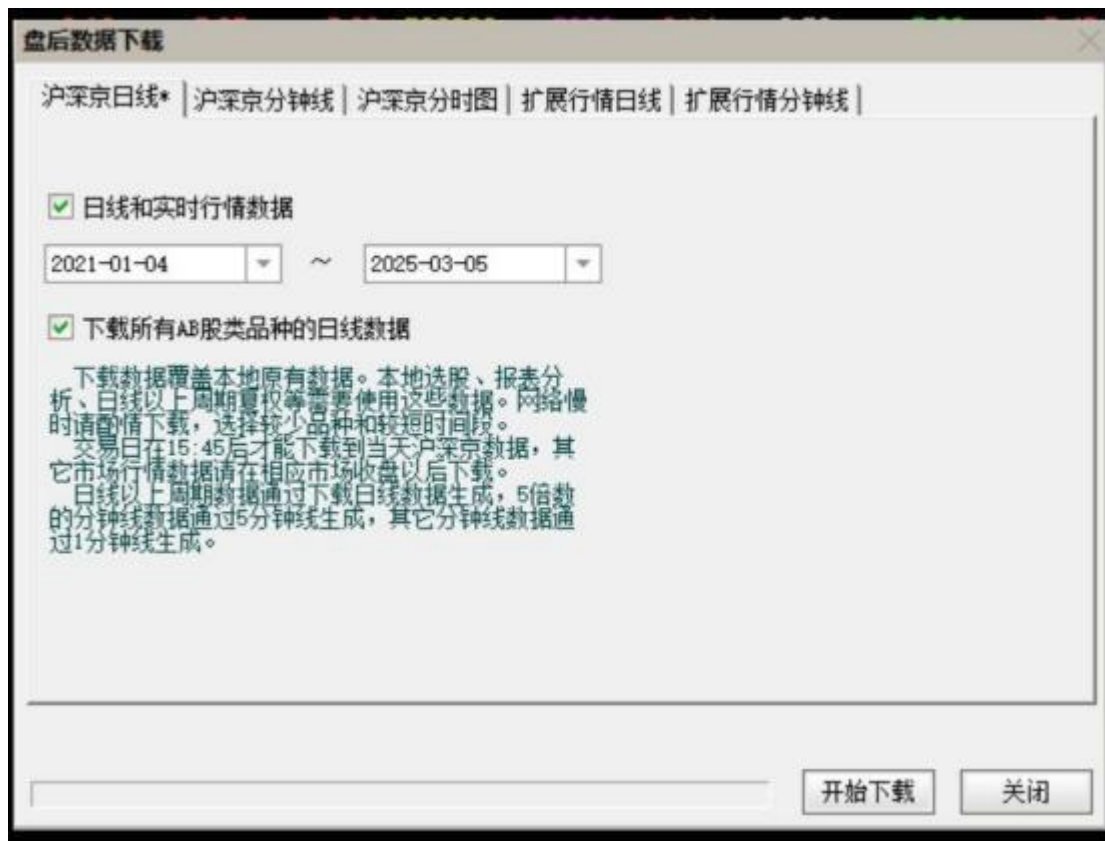 盘后数据下载
沪深京日线* 沪深京分钟线 沪深京分时图 扩展行情日线 扩展行情分钟线
日线和实时行情数据
2021-01-04 ~ 2025-03-05
下载所有AB股类品种的日线数据
下载数据覆盖本地原有数据。本地选股、报表分
析、日线以上周期复权等需要使用这些数据。网络慢
时请酌情下载，选择较少品种和较短时间段。
交易日在15:45后才能下载到当天沪深京数据，其
它市场行情数据请在相应市场收盘以后下载。
日线以上周期数据通过下载日线数据生成，5倍数
的分钟线数据通过5分钟线生成，其它分钟线数据通
过1分钟线生成。
开始下载 关闭